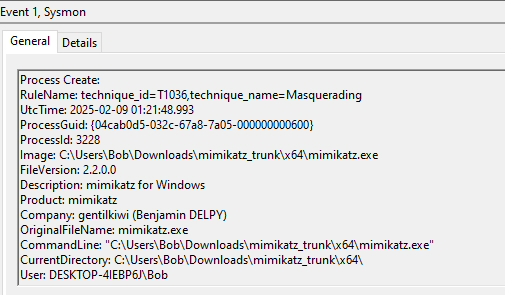 Event 1, Sysmon
General Details
Process Create:
RuleName: technique_id=T1036,technique_name=Masquerading
UtcTime: 2025-02-09 01:21:48.993
ProcessGuid: {04cab0d5-032c-67a8-7a05-000000000600}
ProcessId: 3228
Image: C:\Users\Bob\Downloads\mimikatz_trunk\x64\mimikatz.exe
FileVersion: 2.2.0.0
Description: mimikatz for Windows
Product: mimikatz
Company: gentilkiwi (Benjamin DELPY)
OriginalFileName: mimikatz.exe
CommandLine: "C:\Users\Bob\Downloads\mimikatz_trunk\x64\mimikatz.exe"
CurrentDirectory: C:\Users\Bob\Downloads\mimikatz_trunk\x64\
User: DESKTOP-4IEBP6J\Bob